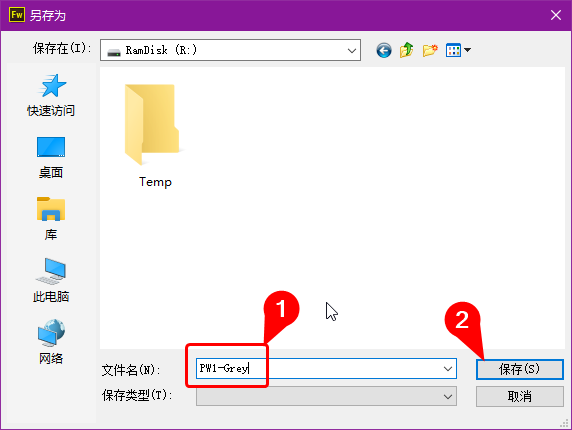 Fw 另存为
保存在(I): RamDisk (R:)
快速访问
桌面
库
此电脑
网络
Temp
1
2
文件名(N): PW1-Grey 保存(S)
保存类型(T): 取消